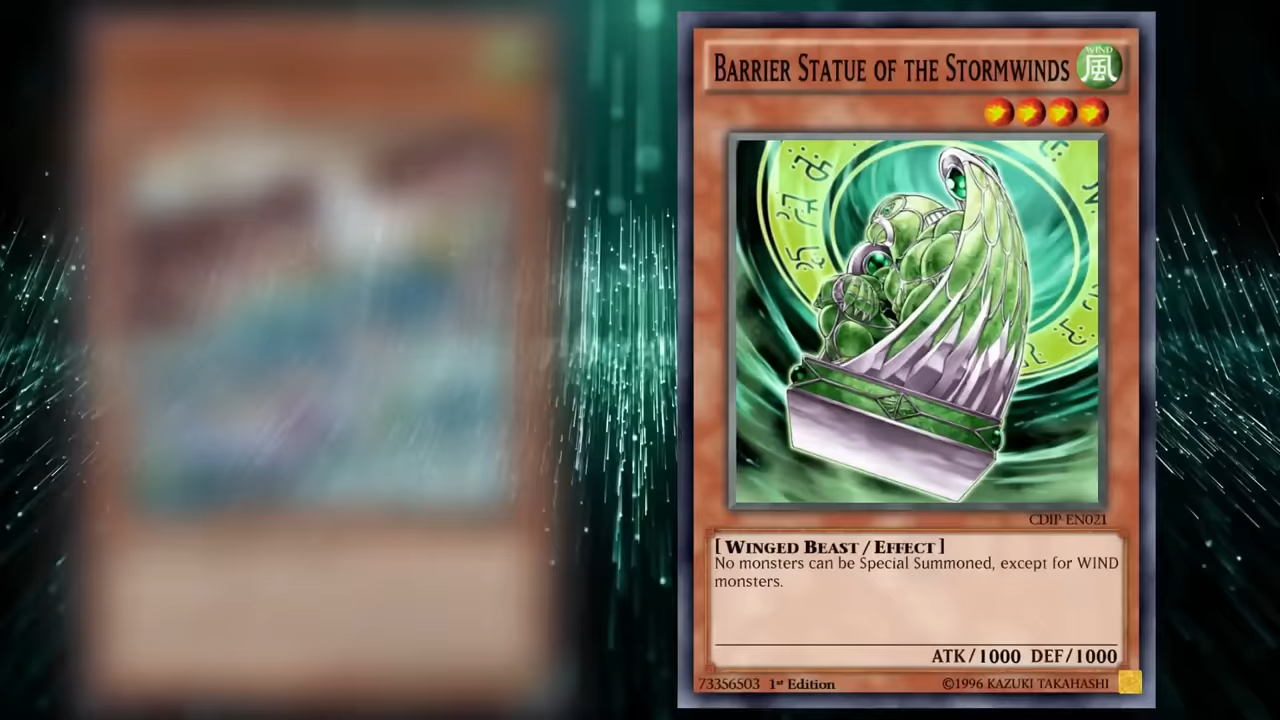 BARRIER STATUE OF THE STORMWINDS
WIND
風
CDIP-EN021
[ WINGED BEAST / EFFECT ]
No monsters can be Special Summoned, except for WIND
monsters.
ATK/1000 DEF/1000
73356503 1st Edition ©1996 KAZUKI TAKAHASHI